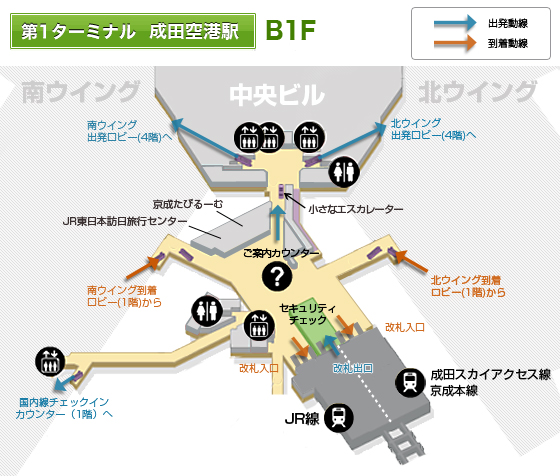 第1ターミナル 成田空港駅 B1F
出発動線
到着動線
南ウイング
中央ビル
北ウイング
南ウイング
出発ロビー(4階)へ
北ウイング
出発ロビー(4階)へ
京成たびるーむ
小さなエスカレーター
JR東日本訪日旅行センター
ご案内カウンター
?
南ウイング到着
ロビー(1階)から
北ウイング到着
ロビー(1階)から
セキュリティ
チェック
改札入口
改札入口
改札出口
成田スカイアクセス線
京成本線
国内線チェックイン
カウンター（1階）へ
JR線